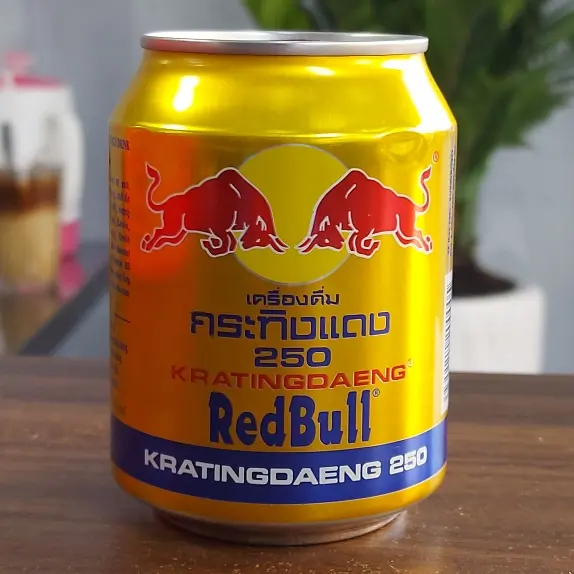 เครื่องดื่ม
กระทิงแดง
250
KRATINGDAENG®
RedBull®
KRATINGDAENG 250